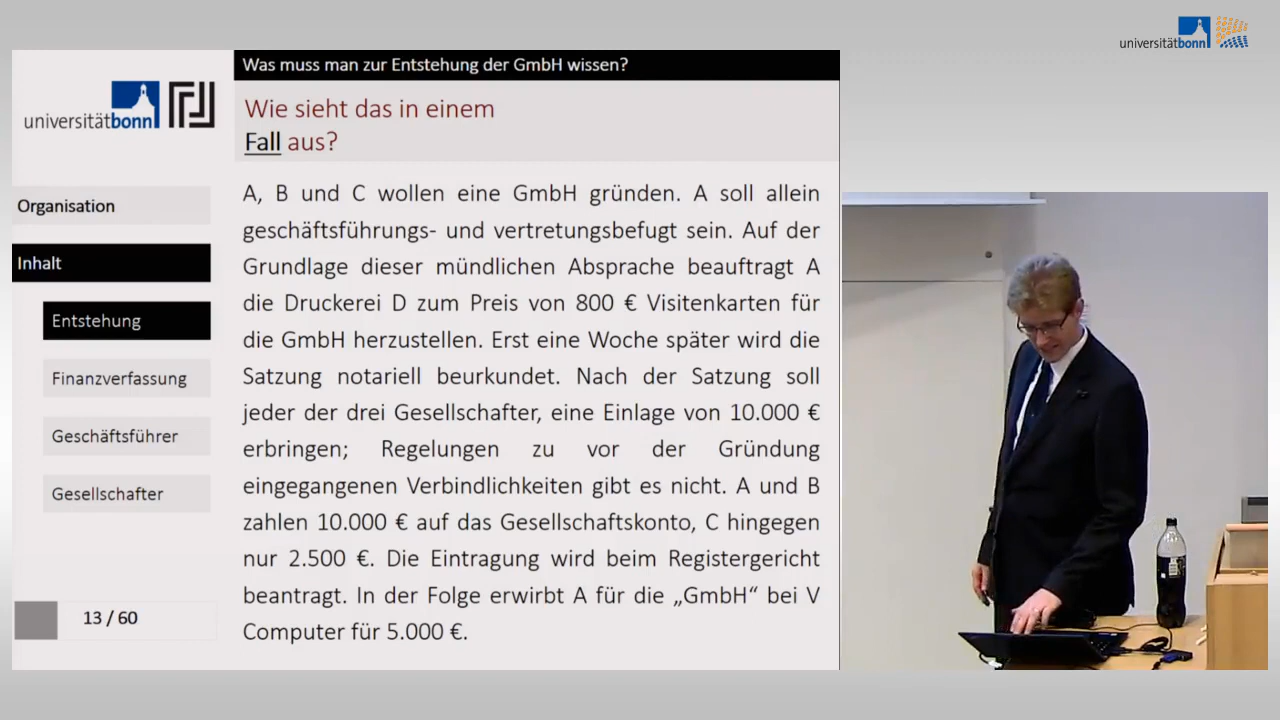 universitätbonn
Was muss man zur Entstehung der GmbH wissen?
universitätbonn
Wie sieht das in einem
Fall aus?
Organisation
Inhalt
Entstehung
Finanzverfassung
Geschäftsführer
Gesellschafter
13 / 60
A, B und C wollen eine GmbH gründen. A soll allein
geschäftsführungs- und vertretungsbefugt sein. Auf der
Grundlage dieser mündlichen Absprache beauftragt A
die Druckerei D zum Preis von 800 € Visitenkarten für
die GmbH herzustellen. Erst eine Woche später wird die
Satzung notariell beurkundet. Nach der Satzung soll
jeder der drei Gesellschafter, eine Einlage von 10.000 €
erbringen; Regelungen zu vor der Gründung
eingegangenen Verbindlichkeiten gibt es nicht. A und B
zahlen 10.000 € auf das Gesellschaftskonto, C hingegen
nur 2.500 €. Die Eintragung wird beim Registergericht
beantragt. In der Folge erwirbt A für die „GmbH“ bei V
Computer für 5.000 €.